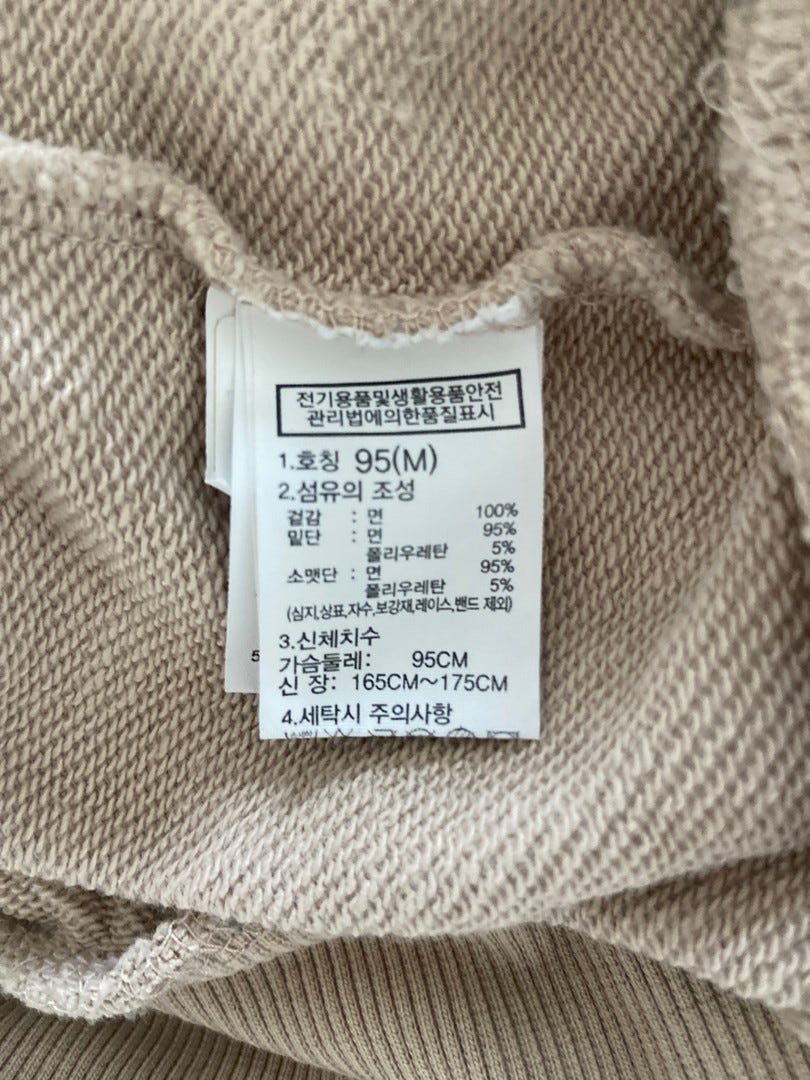 전기용품및생활용품안전
관리법에의한품질표시
1.호칭 95(M)
2.섬유의 조성
겉감 : 면 100%
밑단 : 면 95%
폴리우레탄 5%
소맷단 : 면 95%
폴리우레탄 5%
(심지,상표,자수,보강재,레이스,밴드 제외)
3.신체치수
가슴둘레: 95CM
신 장: 165CM~175CM
4.세탁시 주의사항
5